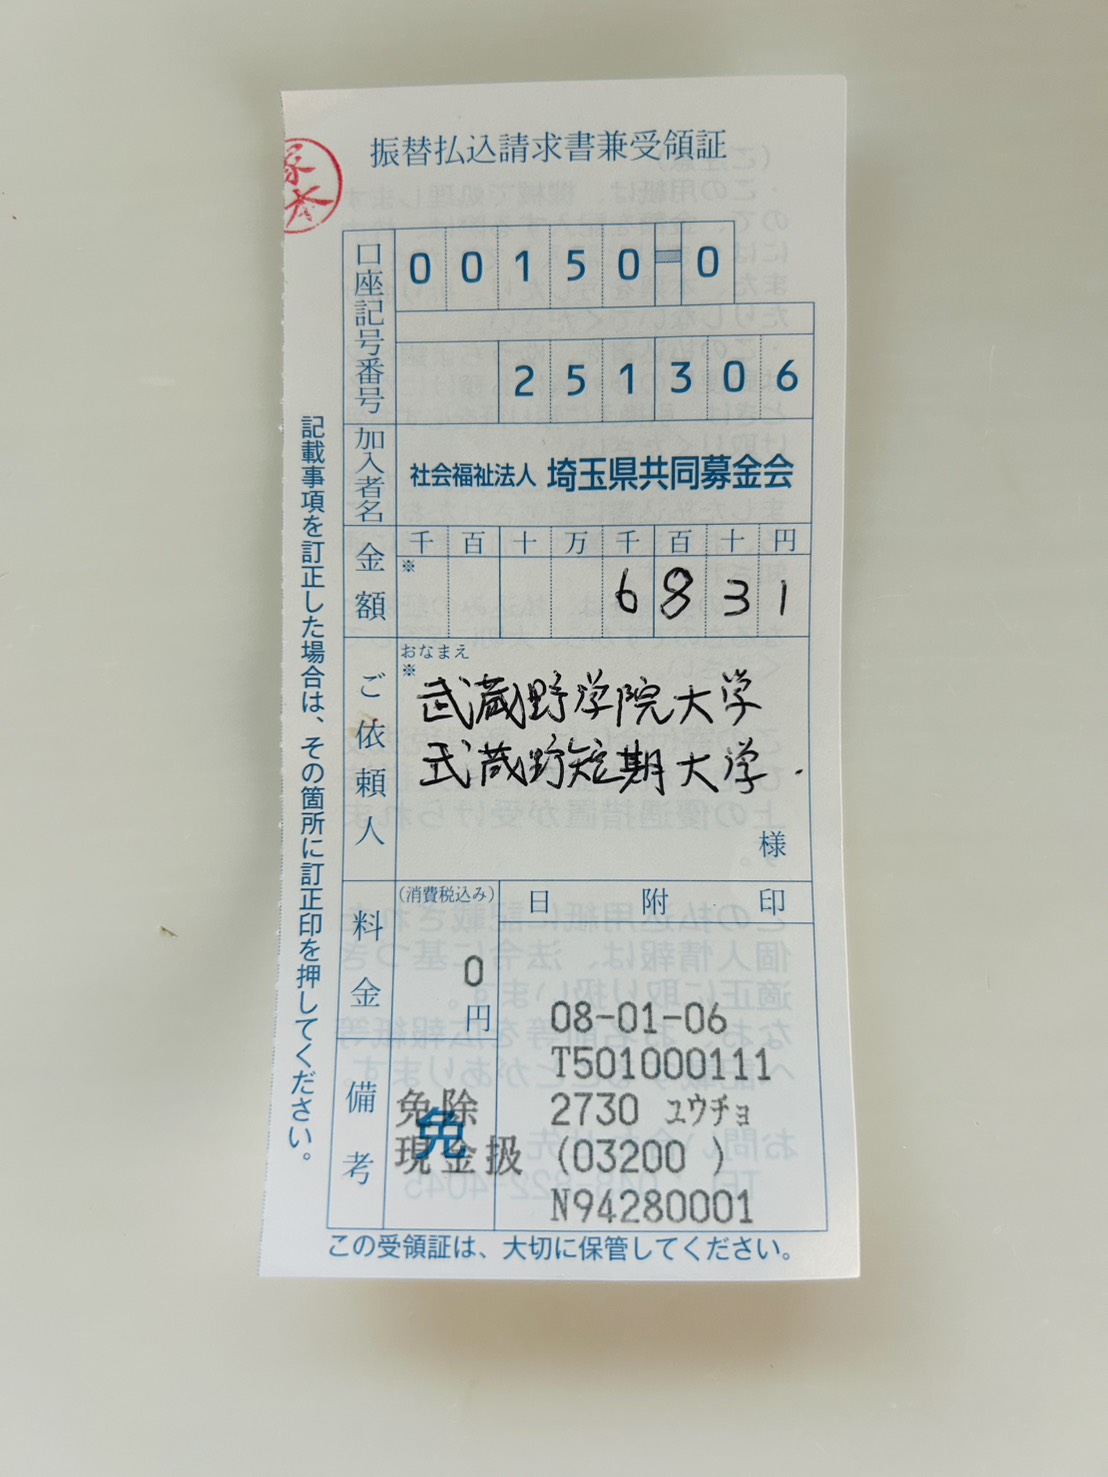 振替払込請求書兼受領証
口座記号番号
00150-0
251306
加入者名
社会福祉法人 埼玉県共同募金会
金額
千 百 十 万 千 百 十 円
※
6831
ご依頼人
おなまえ
※
武蔵野学院大学
武蔵野短期大学.
様
料金
(消費税込み)
0
円
日附印
08-01-06
T501000111
2730 ユウチョ
(03200 )
N94280001
備考
免除
免
現金扱
記載事項を訂正した場合は、その箇所に訂正印を押してください。
この受領証は、大切に保管してください。